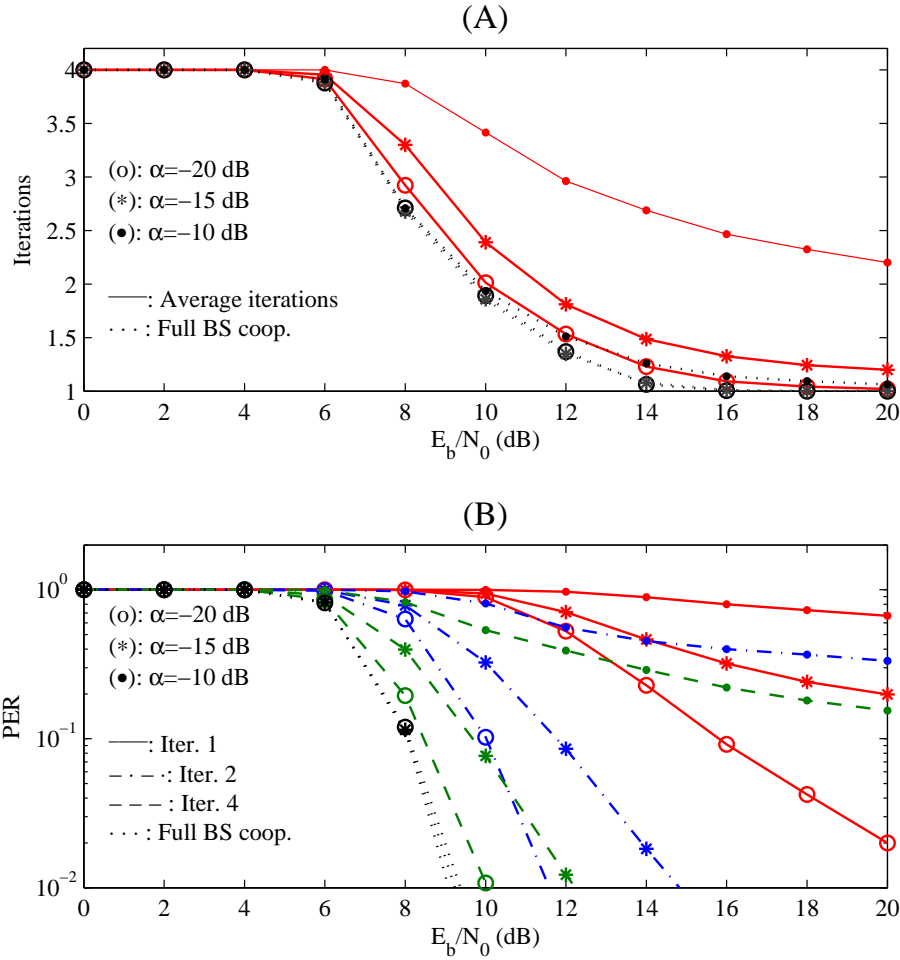 (A)
4
3.5
3
2.5
2
1.5
1
Iterations
(o): α=−20 dB
(*): α=−15 dB
(●): α=−10 dB
——: Average iterations
· · · : Full BS coop.
0 2 4 6 8 10 12 14 16 18 20
E_b/N_0 (dB)
(B)
10^0
10^−1
10^−2
PER
(o): α=−20 dB
(*): α=−15 dB
(●): α=−10 dB
——: Iter. 1
− · − · −: Iter. 2
− − −: Iter. 4
· · · : Full BS coop.
0 2 4 6 8 10 12 14 16 18 20
E_b/N_0 (dB)